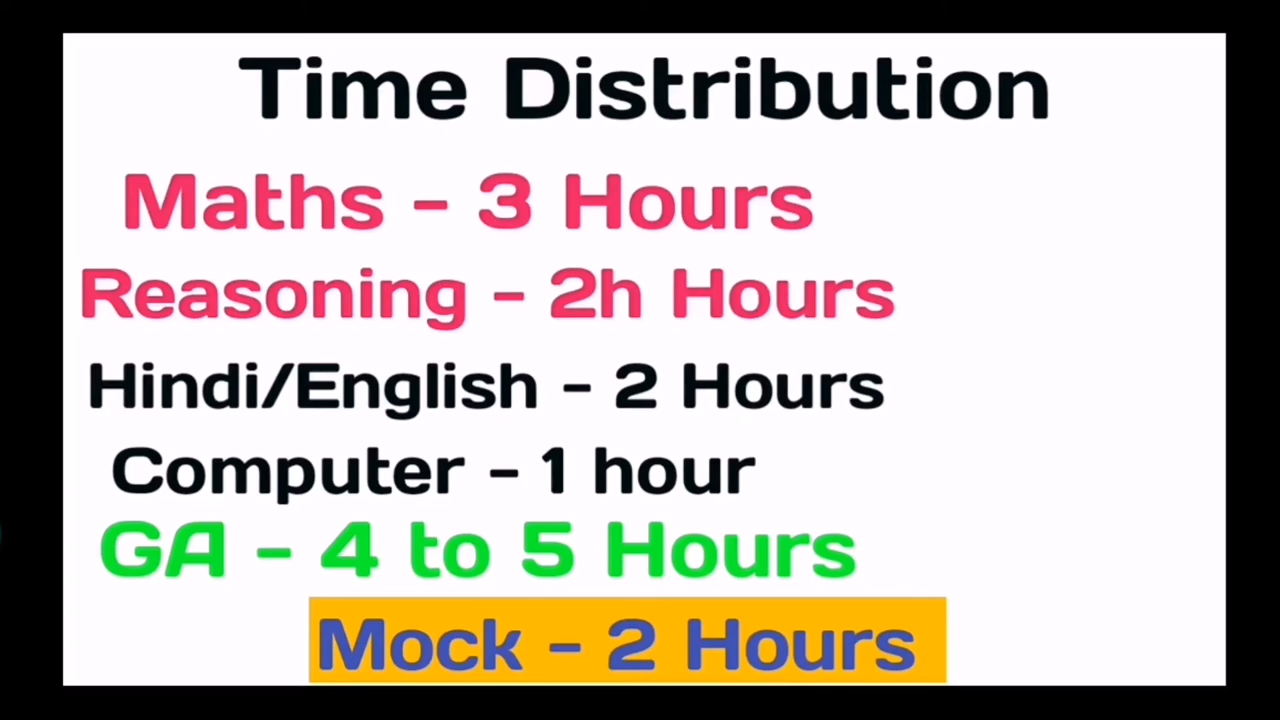 Time Distribution
Maths - 3 Hours
Reasoning - 2h Hours
Hindi/English - 2 Hours
Computer - 1 hour
GA - 4 to 5 Hours
Mock - 2 Hours